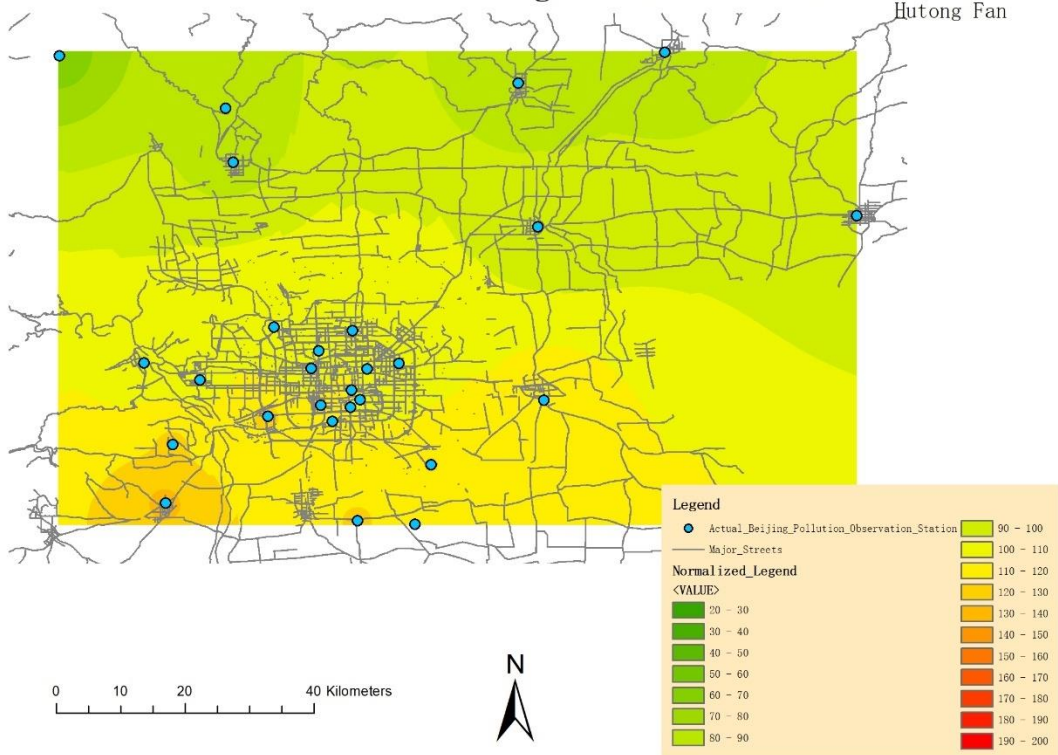 Hutong Fan
Legend
Actual_Beijing_Pollution_Observation_Station
Major_Streets
Normalized_Legend
<VALUE>
20 - 30
30 - 40
40 - 50
50 - 60
60 - 70
70 - 80
80 - 90
90 - 100
100 - 110
110 - 120
120 - 130
130 - 140
140 - 150
150 - 160
160 - 170
170 - 180
180 - 190
190 - 200
0 10 20 40 Kilometers
N